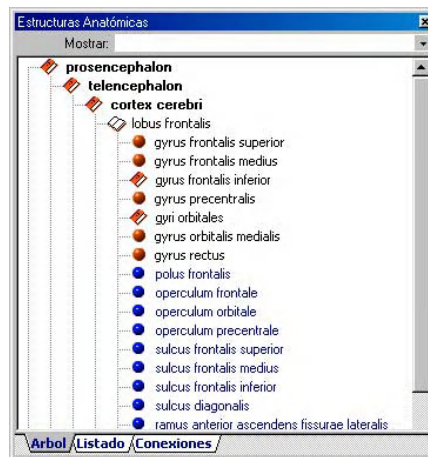 Estructuras Anatómicas
Mostrar:
prosencephalon
telencephalon
cortex cerebri
lobus frontalis
gyrus frontalis superior
gyrus frontalis medius
gyrus frontalis inferior
gyrus precentralis
gyri orbitales
gyrus orbitalis medialis
gyrus rectus
polus frontalis
operculum frontale
operculum orbitale
operculum precentrale
sulcus frontalis superior
sulcus frontalis medius
sulcus frontalis inferior
sulcus diagonalis
ramus anterior ascendens fissurae lateralis
Arbol Listado Conexiones